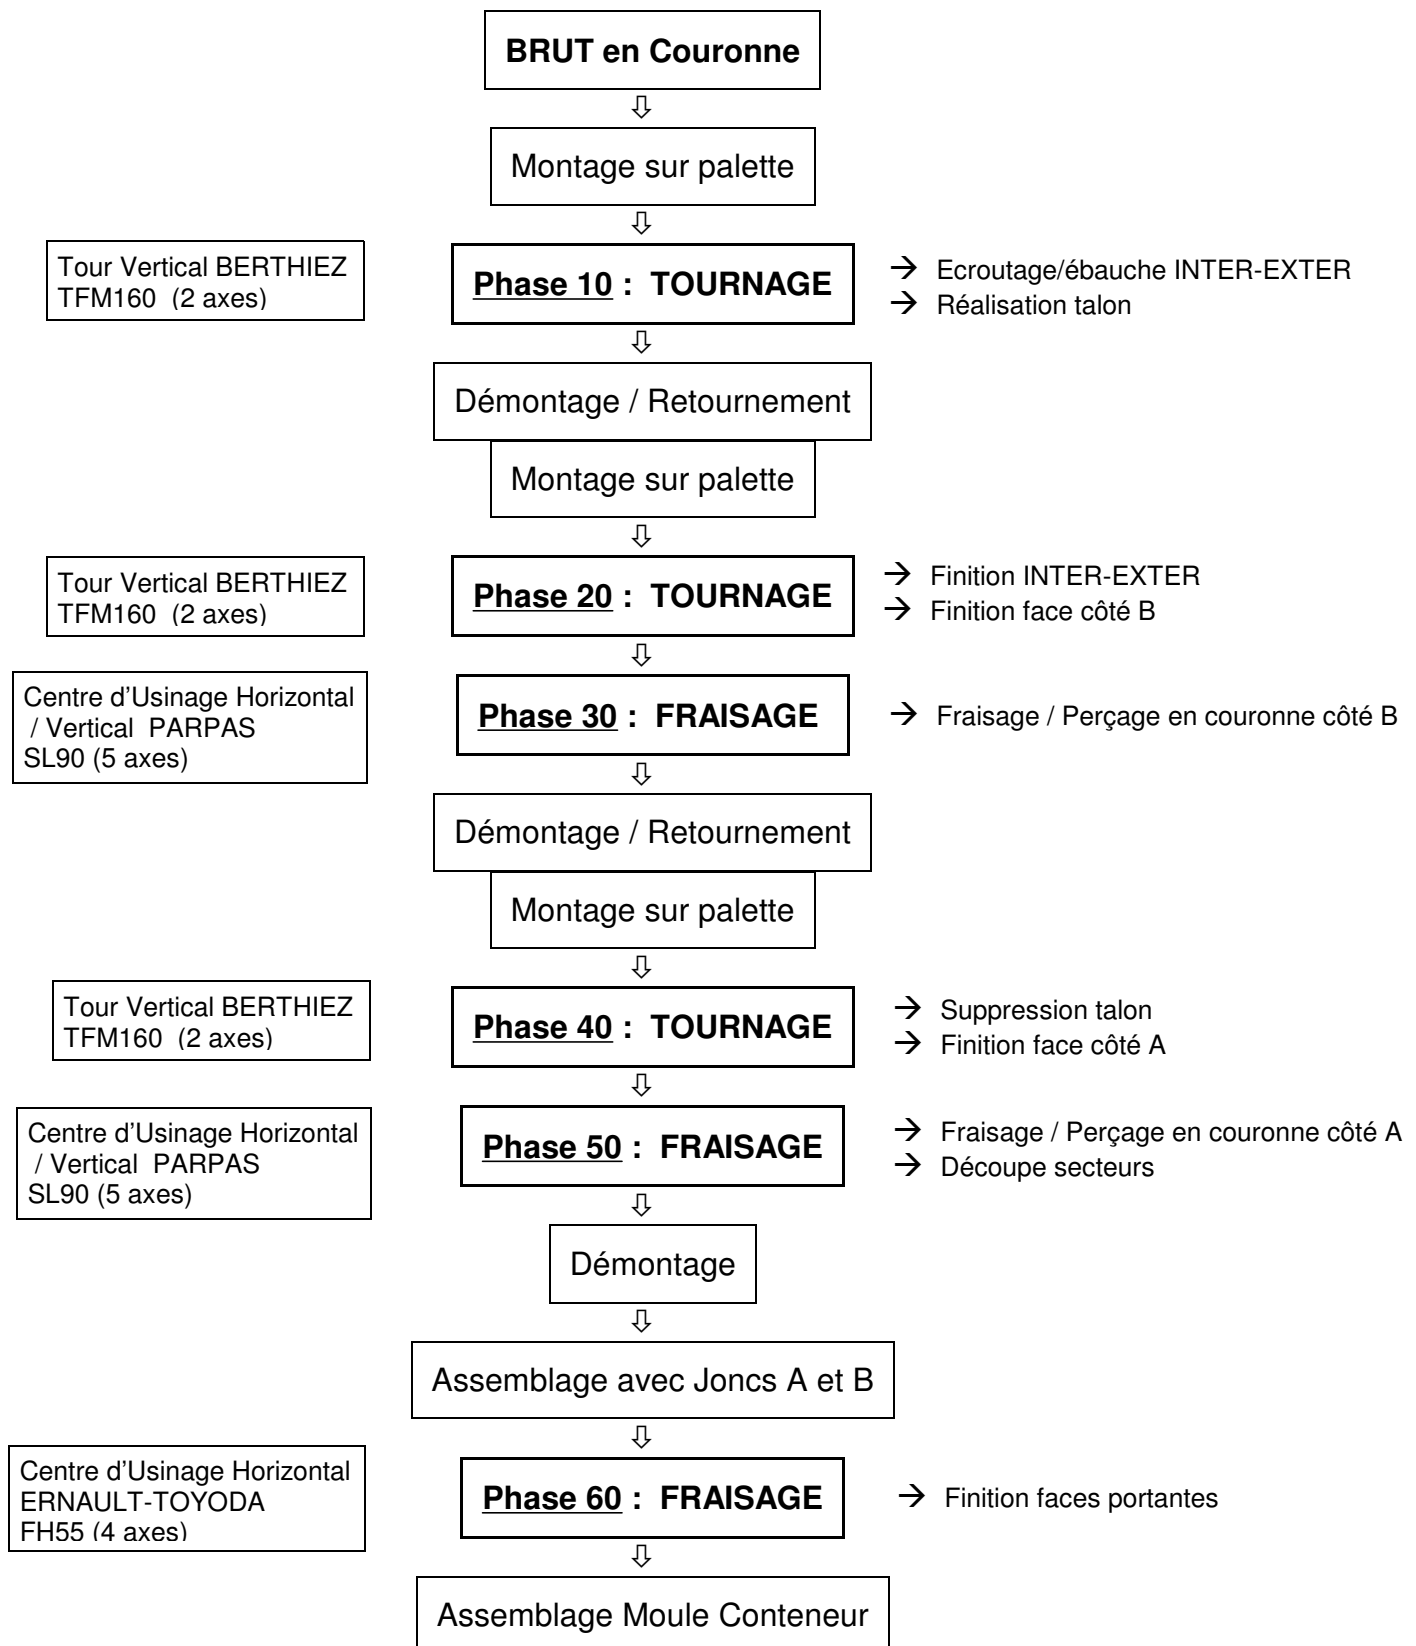 BRUT en Couronne
⇩
Montage sur palette
⇩
Tour Vertical BERTHIEZ
TFM160  (2 axes)
Phase 10 :  TOURNAGE
→ Ecroutage/ébauche INTER-EXTER
→ Réalisation talon
⇩
Démontage / Retournement
Montage sur palette
⇩
Tour Vertical BERTHIEZ
TFM160  (2 axes)
Phase 20 :  TOURNAGE
→ Finition INTER-EXTER
→ Finition face côté B
⇩
Centre d'Usinage Horizontal
/ Vertical  PARPAS
SL90 (5 axes)
Phase 30 :  FRAISAGE
→ Fraisage / Perçage en couronne côté B
⇩
Démontage / Retournement
Montage sur palette
⇩
Tour Vertical BERTHIEZ
TFM160  (2 axes)
Phase 40 :  TOURNAGE
→ Suppression talon
→ Finition face côté A
⇩
Centre d'Usinage Horizontal
/ Vertical  PARPAS
SL90 (5 axes)
Phase 50 :  FRAISAGE
→ Fraisage / Perçage en couronne côté A
→ Découpe secteurs
⇩
Démontage
⇩
Assemblage avec Joncs A et B
⇩
Centre d'Usinage Horizontal
ERNAULT-TOYODA
FH55 (4 axes)
Phase 60 :  FRAISAGE
→ Finition faces portantes
⇩
Assemblage Moule Conteneur